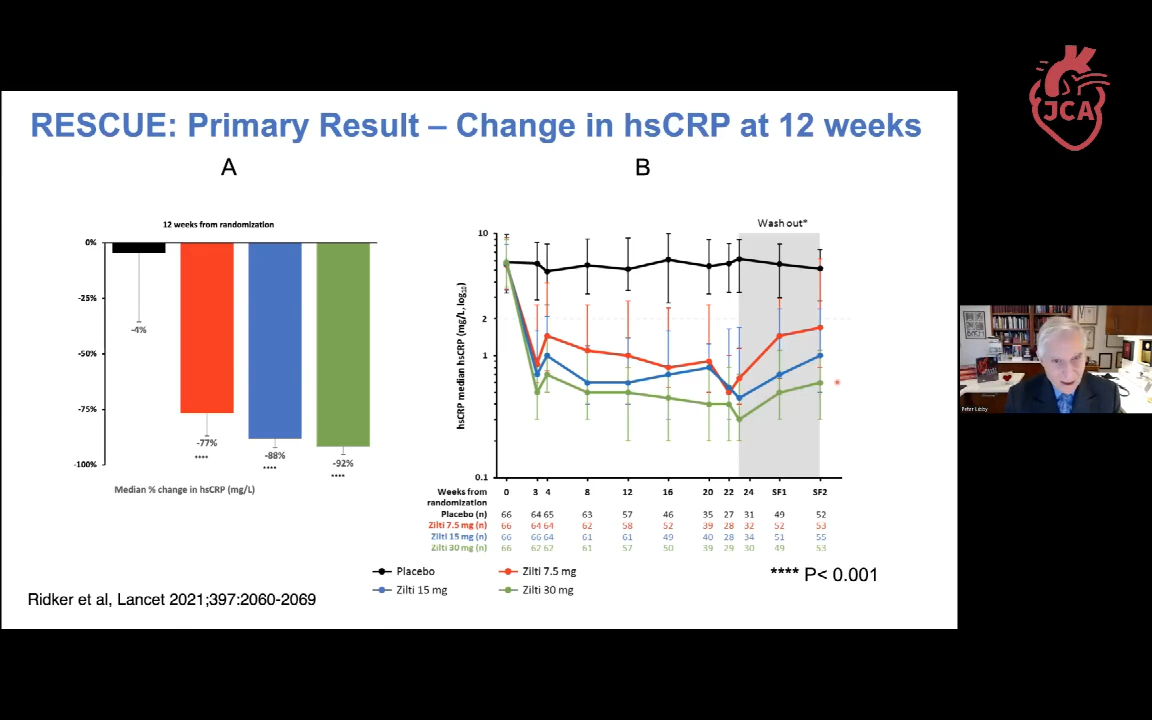 JCA
RESCUE: Primary Result – Change in hsCRP at 12 weeks
A
B
12 weeks from randomization
0%
-25%
-50%
-75%
-100%
-4%
-77%
****
-88%
****
-92%
****
Median % change in hsCRP (mg/L)
Wash out*
hsCRP median hsCRP (mg/L, log10)
10
2
1
0.1
Weeks from randomization 0 3 4 8 12 16 20 22 24 SF1 SF2
Placebo (n) 66 64 65 63 57 46 35 27 31 49 52
Zilti 7.5 mg (n) 66 64 64 62 58 52 39 28 32 52 53
Zilti 15 mg (n) 66 66 64 61 61 49 40 28 34 51 55
Zilti 30 mg (n) 66 62 62 61 57 50 39 29 30 49 53
Placebo
Zilti 7.5 mg
Zilti 15 mg
Zilti 30 mg
**** P< 0.001
Ridker et al, Lancet 2021;397:2060-2069
Peter Libby